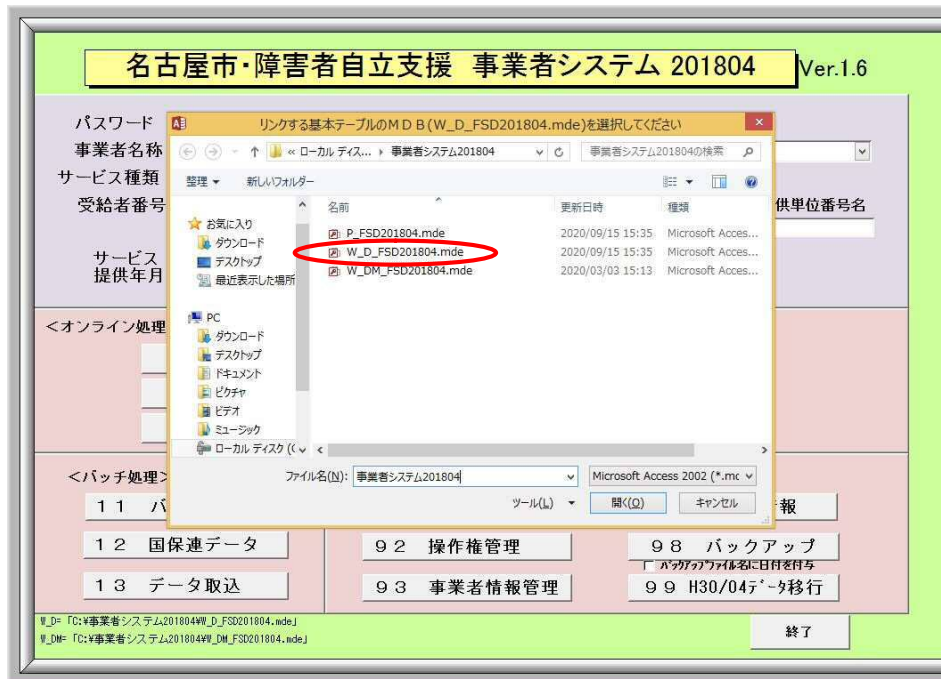 名古屋市・障害者自立支援 事業者システム 201804
Ver.1.6
パスワード
事業者名称
サービス種類
受給者番号
供単位番号名
サービス
提供年月
リンクする基本テーブルのＭＤＢ(W_D_FSD201804.mde)を選択してください
« ローカル ディス... › 事業者システム201804
事業者システム201804の検索
整理
新しいフォルダー
名前
更新日時
種類
お気に入り
ダウンロード
デスクトップ
最近表示した場所
P_FSD201804.mde 2020/09/15 15:35 Microsoft Acces...
W_D_FSD201804.mde 2020/09/15 15:35 Microsoft Acces...
W_DM_FSD201804.mde 2020/03/03 15:13 Microsoft Acces...
PC
ダウンロード
デスクトップ
ドキュメント
ピクチャ
ビデオ
ミュージック
ローカル ディスク (C
ファイル名(N): 事業者システム201804
Microsoft Access 2002 (*.mc
ツール(L)
開く(O)
キャンセル
＜オンライン処理
＜バッチ処理＞
１１ バ
報
１２ 国保連データ
９２ 操作権管理
９８ バックアップ
バックアップファイル名に日付を付与
１３ データ取込
９３ 事業者情報管理
９９ H30/04データ移行
W_D= 「C:¥事業者システム201804¥W_D_FSD201804.mde」
W_DM= 「C:¥事業者システム201804¥W_DM_FSD201804.mde」
終了